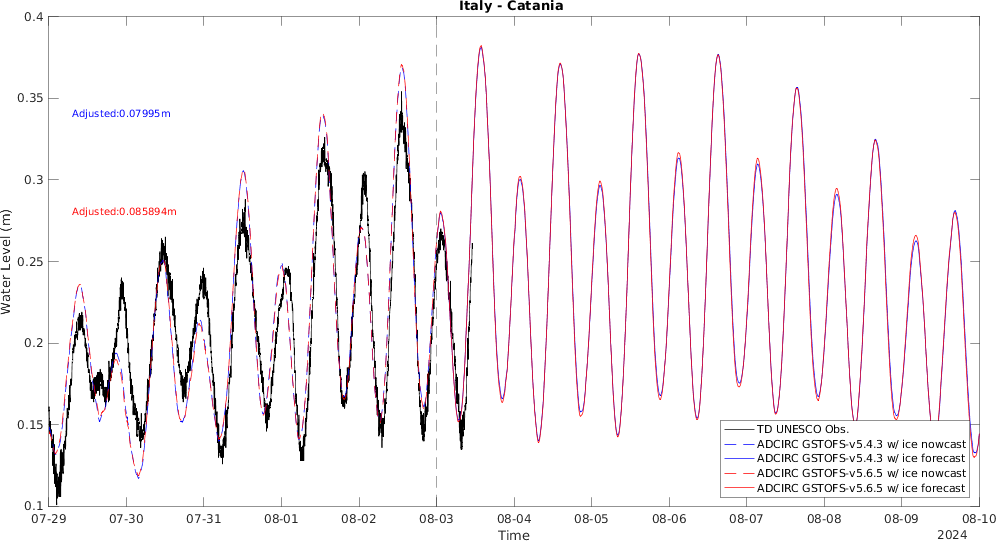 Italy - Catania
0.4
0.35
0.3
0.25
0.2
0.15
0.1
Water Level (m)
Adjusted:0.07995m
Adjusted:0.085894m
TD UNESCO Obs.
ADCIRC GSTOFS-v5.4.3 w/ ice nowcast
ADCIRC GSTOFS-v5.4.3 w/ ice forecast
ADCIRC GSTOFS-v5.6.5 w/ ice nowcast
ADCIRC GSTOFS-v5.6.5 w/ ice forecast
07-29 07-30 07-31 08-01 08-02 08-03 08-04 08-05 08-06 08-07 08-08 08-09 08-10
Time
2024